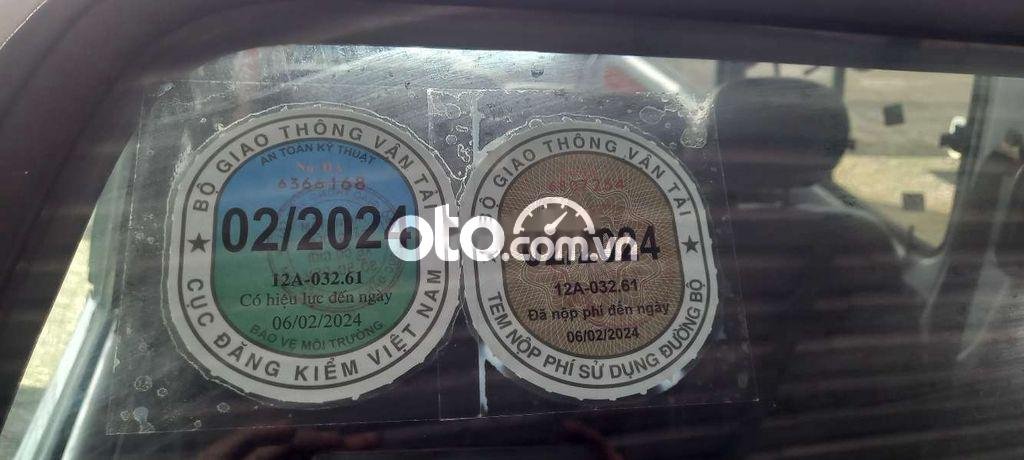 BỘ GIAO THÔNG VẬN TẢI
AN TOÀN KỸ THUẬT
6366168
02/2024
12A-032.61
Có hiệu lực đến ngày
06/02/2024
BẢO VỆ MÔI TRƯỜNG
CỤC ĐĂNG KIỂM VIỆT NAM
oto.com.vn
BỘ GIAO THÔNG VẬN TẢI
12A-032.61
Đã nộp phí đến ngày
06/02/2024
TEM NỘP PHÍ SỬ DỤNG ĐƯỜNG BỘ